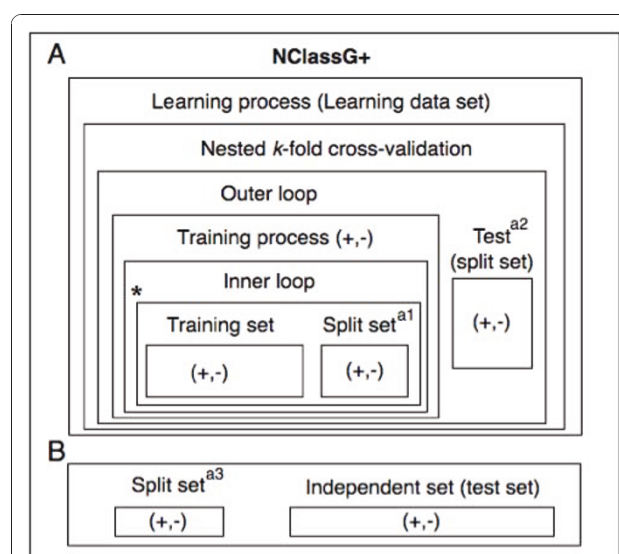 A
NClassG+
Learning process (Learning data set)
Nested k-fold cross-validation
Outer loop
Training process (+,-)
Test^a2
(split set)
Inner loop
*
Training set
Split set^a1
(+,-)
(+,-)
(+,-)
B
Split set^a3
Independent set (test set)
(+,-)
(+,-)